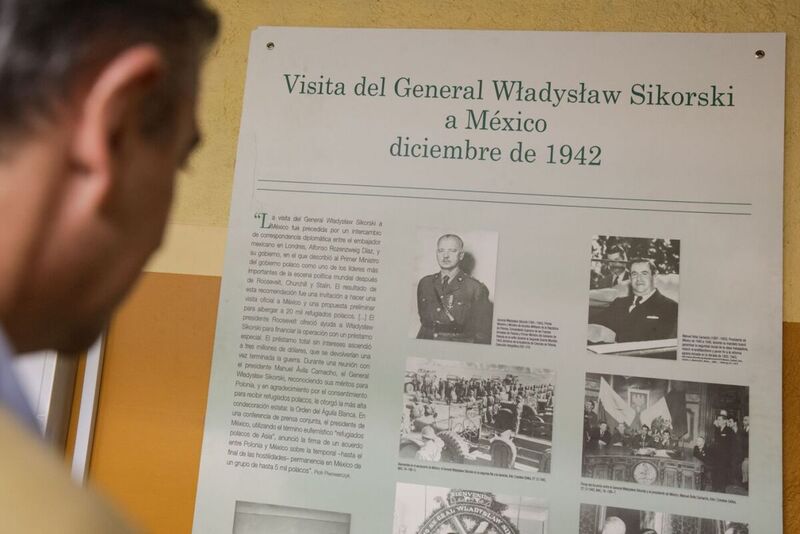 Visita del General Władysław Sikorski
a México
diciembre de 1942
“La visita del General Władysław Sikorski a
México fue precedida por un intercambio
de correspondencia diplomática entre el embajador
mexicano en Londres, Alfonso Rozenzweig Díaz, y
su gobierno, en el que describió al Primer Ministro
del gobierno polaco como uno de los líderes más
importantes de la escena política mundial después
de Roosevelt, Churchill y Stalin. El resultado de
esta recomendación fue una invitación a hacer una
visita oficial a México y una propuesta preliminar
para albergar a 20 mil refugiados polacos. [...] El
presidente Roosevelt ofreció ayuda a Władysław
Sikorski para financiar la operación con un préstamo
especial. El préstamo total sin interés ascendió
a tres millones de dólares, que se devolverían una
vez terminada la guerra. Durante una reunión con
el presidente Manuel Ávila Camacho, el General
Władysław Sikorski, reconociendo sus méritos para
Polonia, y en agradecimiento por el consentimiento
para recibir refugiados polacos, le otorgó la más alta
condecoración estatal: la Orden del Águila Blanca. En
una conferencia de prensa conjunta, el presidente de
México, utilizando el término eufemístico “refugiados
polacos de Asia”, anunció la firma de un acuerdo
entre Polonia y México sobre la temporal –hasta el
final de las hostilidades– permanencia en México de
un grupo de hasta 5 mil polacos”.
BIENVENIDO
GENERAL WLADYSLAW SIKORSKI